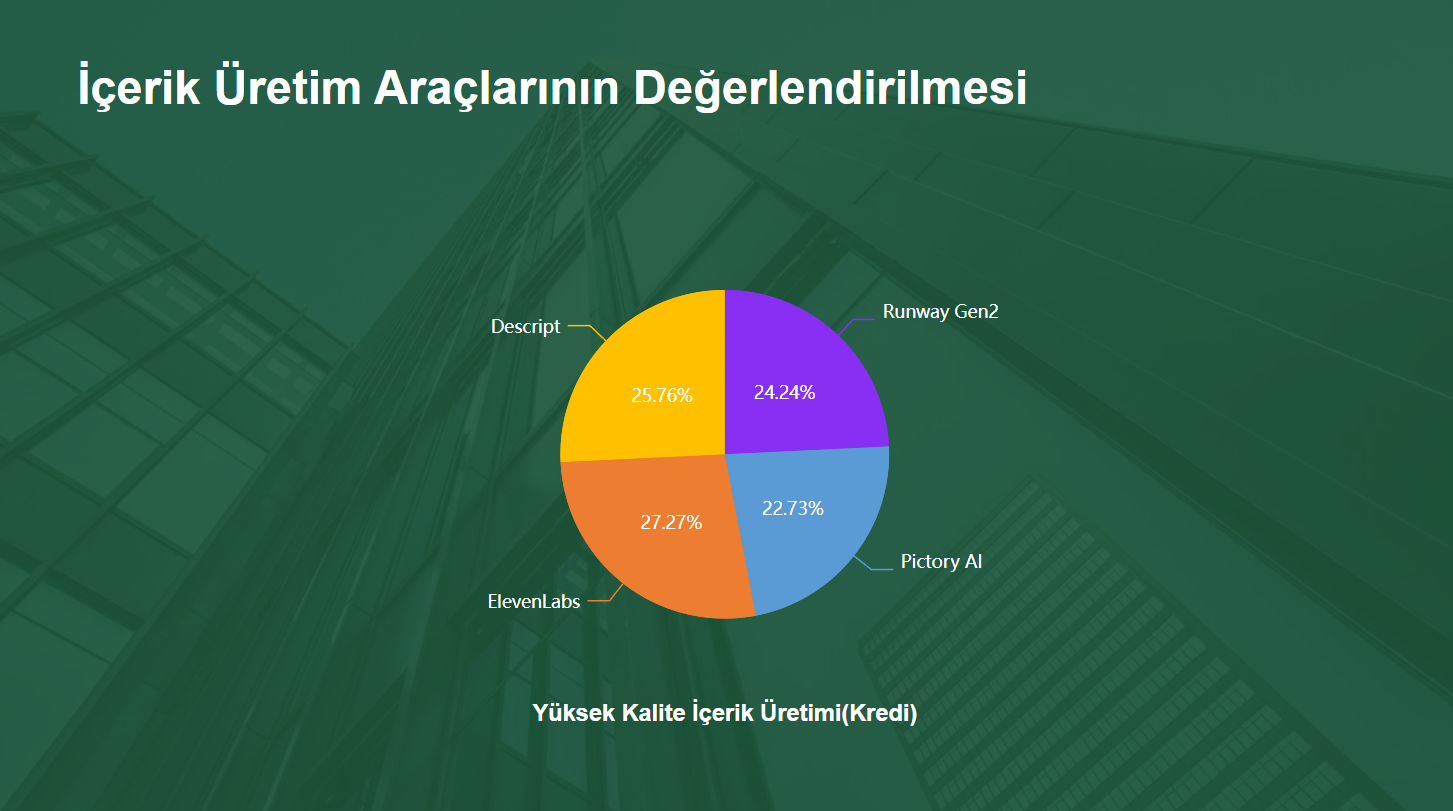 İçerik Üretim Araçlarının Değerlendirilmesi
Descript
Runway Gen2
25.76%
24.24%
27.27%
22.73%
Pictory AI
ElevenLabs
Yüksek Kalite İçerik Üretimi(Kredi)